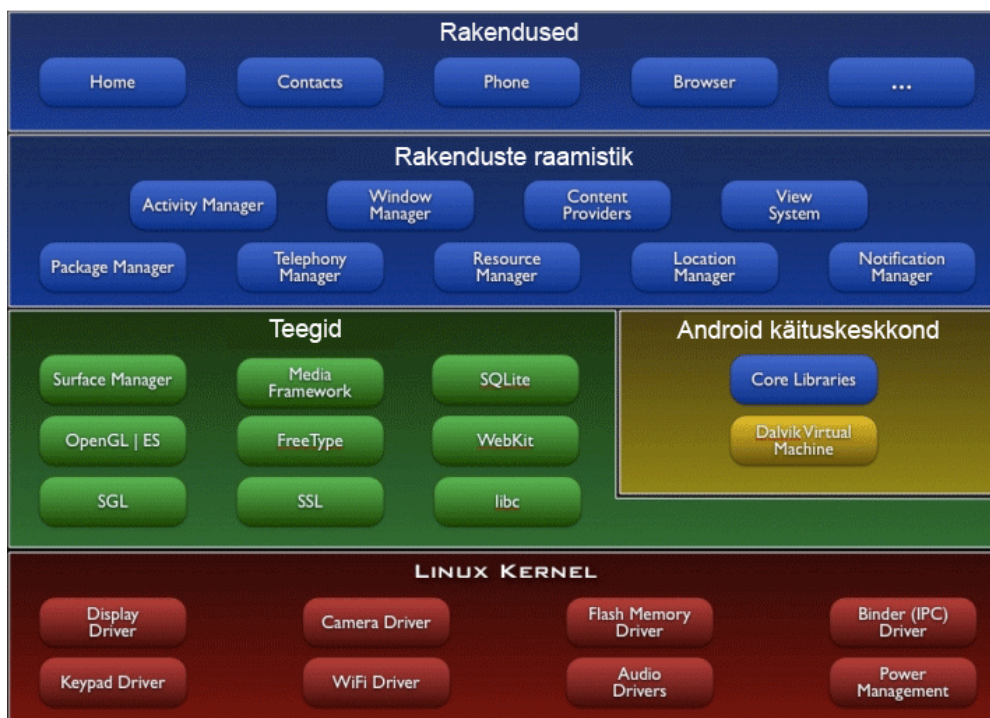 Rakendused
Home
Contacts
Phone
Browser
...
Rakenduste raamistik
Activity Manager
Window
Manager
Content
Providers
View
System
Package Manager
Telephony
Manager
Resource
Manager
Location
Manager
Notification
Manager
Teegid
Surface Manager
Media
Framework
SQLite
OpenGL | ES
FreeType
WebKit
SGL
SSL
libc
Android käituskeskkond
Core Libraries
Dalvik Virtual
Machine
LINUX KERNEL
Display
Driver
Camera Driver
Flash Memory
Driver
Binder (IPC)
Driver
Keypad Driver
WiFi Driver
Audio
Drivers
Power
Management